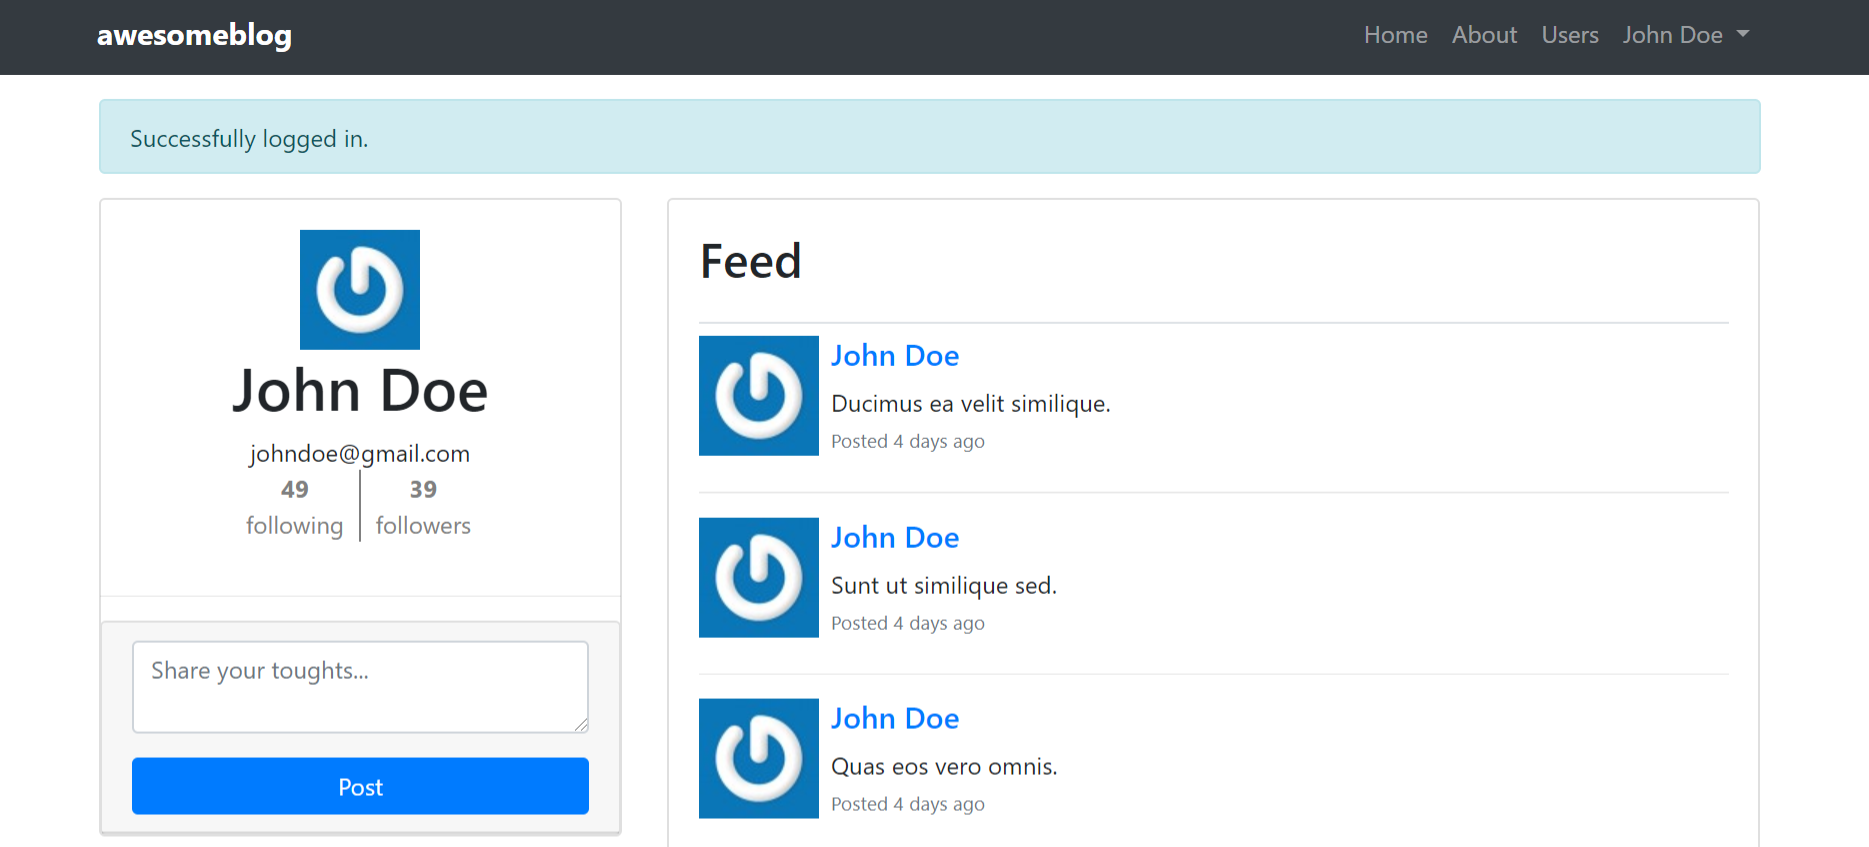 awesomeblog
Home About Users John Doe
Successfully logged in.
John Doe
johndoe@gmail.com
49 39
following followers
Share your toughts...
Post
Feed
John Doe
Ducimus ea velit similique.
Posted 4 days ago
John Doe
Sunt ut similique sed.
Posted 4 days ago
John Doe
Quas eos vero omnis.
Posted 4 days ago